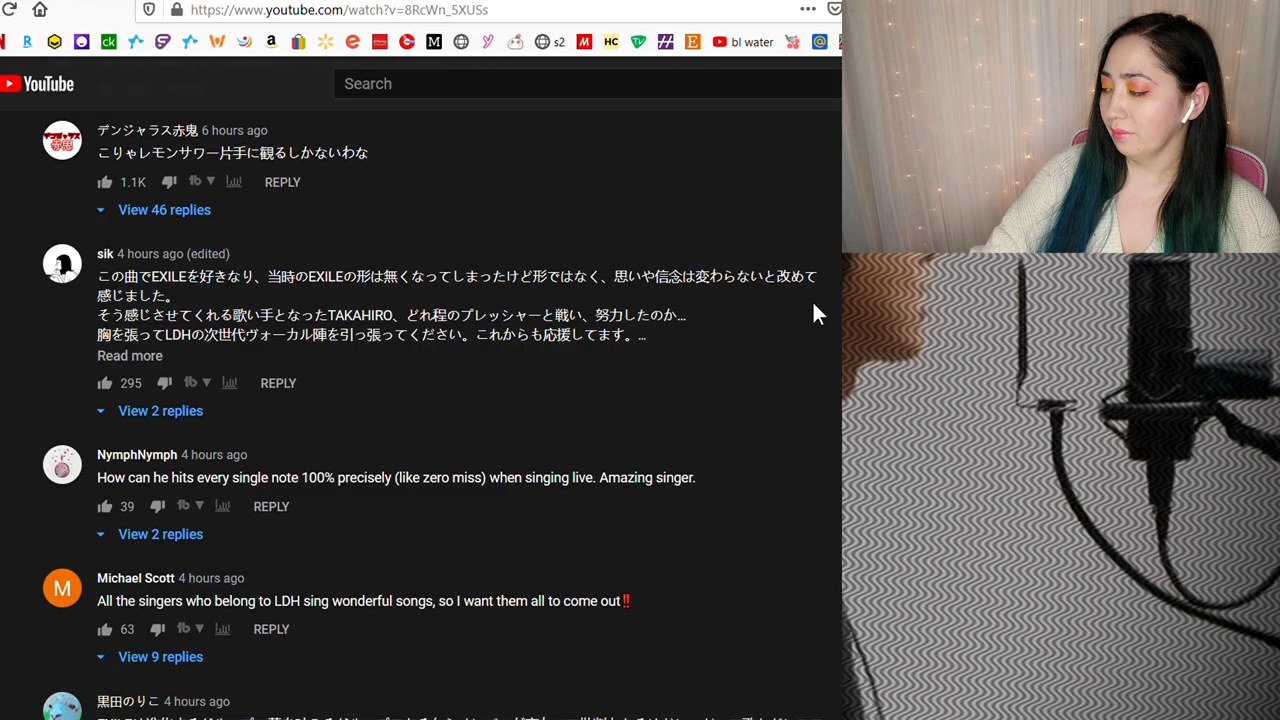 https://www.youtube.com/watch?v=8RcWn_5XUSs
s2
bl water
YouTube
Search
デンジャラス赤鬼 6 hours ago
こりゃレモンサワー片手に観るしかないわな
1.1K REPLY
View 46 replies
sik 4 hours ago (edited)
この曲でEXILEを好きなり、当時のEXILEの形は無くなってしまったけど形ではなく、思いや信念は変わらないと改めて
感じました。
そう感じさせてくれる歌い手となったTAKAHIRO、どれ程のプレッシャーと戦い、努力したのか...
胸を張ってLDHの次世代ヴォーカル陣を引っ張ってください。これからも応援してます。...
Read more
295 REPLY
View 2 replies
NymphNymph 4 hours ago
How can he hits every single note 100% precisely (like zero miss) when singing live. Amazing singer.
39 REPLY
View 2 replies
M
Michael Scott 4 hours ago
All the singers who belong to LDH sing wonderful songs, so I want them all to come out‼
63 REPLY
View 9 replies
黒田のりこ 4 hours ago